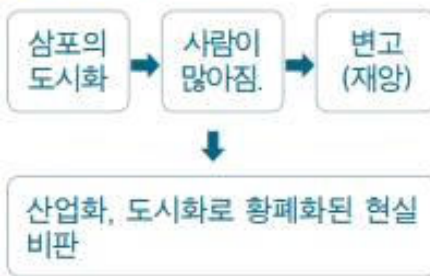 삼포의
도시화
사람이
많아짐.
변고
(재앙)
산업화, 도시화로 황폐화된 현실
비판